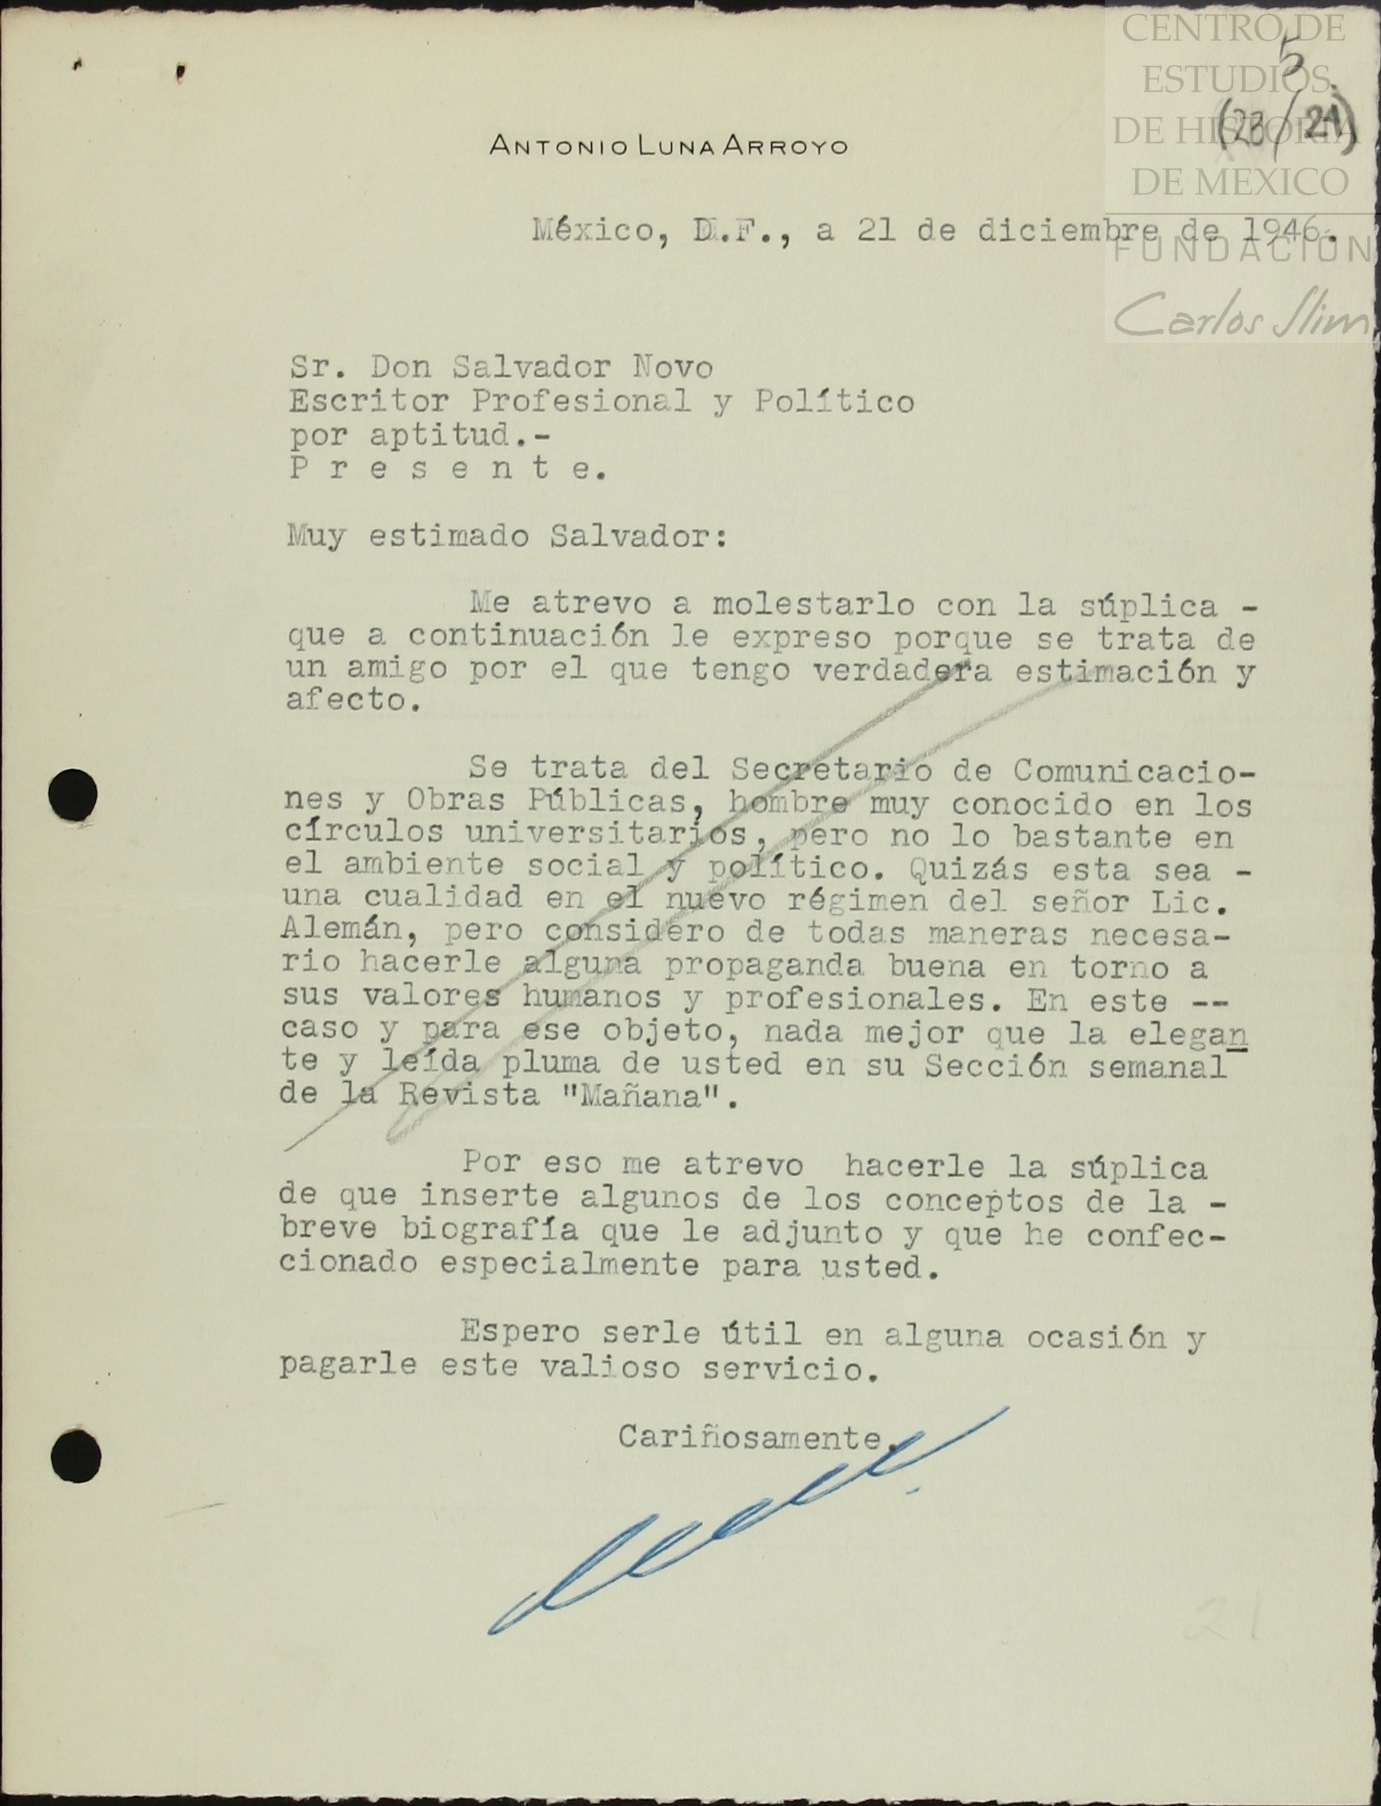 CENTRO DE
ESTUDIOS
DE HISTORIA
DE MEXICO
FUNDACIÓN
Carlos Slim
5
(23/21)
ANTONIO LUNA ARROYO
México, D.F., a 21 de diciembre de 1946.
Sr. Don Salvador Novo
Escritor Profesional y Político
por aptitud.-
P r e s e n t e.
Muy estimado Salvador:
Me atrevo a molestarlo con la súplica -
que a continuación le expreso porque se trata de
un amigo por el que tengo verdadera estimación y
afecto.
Se trata del Secretario de Comunicacio-
nes y Obras Públicas, hombre muy conocido en los
círculos universitarios, pero no lo bastante en
el ambiente social y político. Quizás esta sea -
una cualidad en el nuevo régimen del señor Lic.
Alemán, pero considero de todas maneras necesa-
rio hacerle alguna propaganda buena en torno a
sus valores humanos y profesionales. En este --
caso y para ese objeto, nada mejor que la elegan
te y leída pluma de usted en su Sección semanal
de la Revista "Mañana".
Por eso me atrevo  hacerle la súplica
de que inserte algunos de los conceptos de la -
breve biografía que le adjunto y que he confec-
cionado especialmente para usted.
Espero serle útil en alguna ocasión y
pagarle este valioso servicio.
Cariñosamente,
21